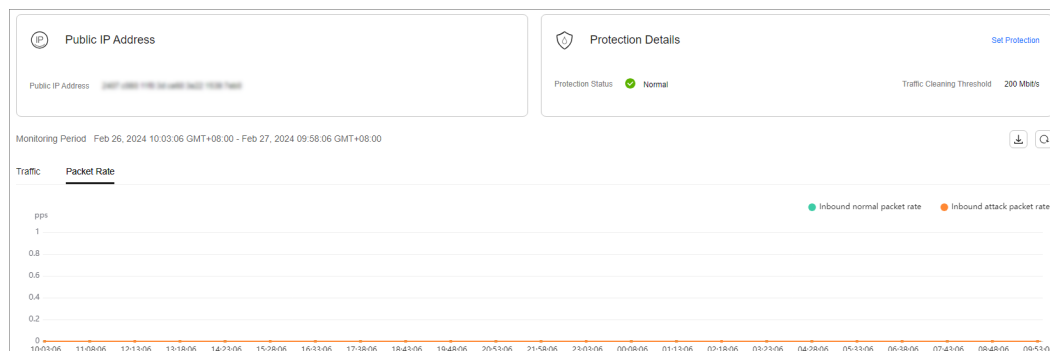 IP Public IP Address
Public IP Address
Protection Details
Set Protection
Protection Status Normal
Traffic Cleaning Threshold 200 Mbit/s
Monitoring Period Feb 26, 2024 10:03:06 GMT+08:00 - Feb 27, 2024 09:58:06 GMT+08:00
Traffic Packet Rate
Inbound normal packet rate Inbound attack packet rate
pps
1
0.8
0.6
0.4
0.2
0
10:03:06 11:08:06 12:13:06 13:18:06 14:23:06 15:28:06 16:33:06 17:38:06 18:43:06 19:48:06 20:53:06 21:58:06 23:03:06 00:08:06 01:13:06 02:18:06 03:23:06 04:28:06 05:33:06 06:38:06 07:43:06 08:48:06 09:53:0